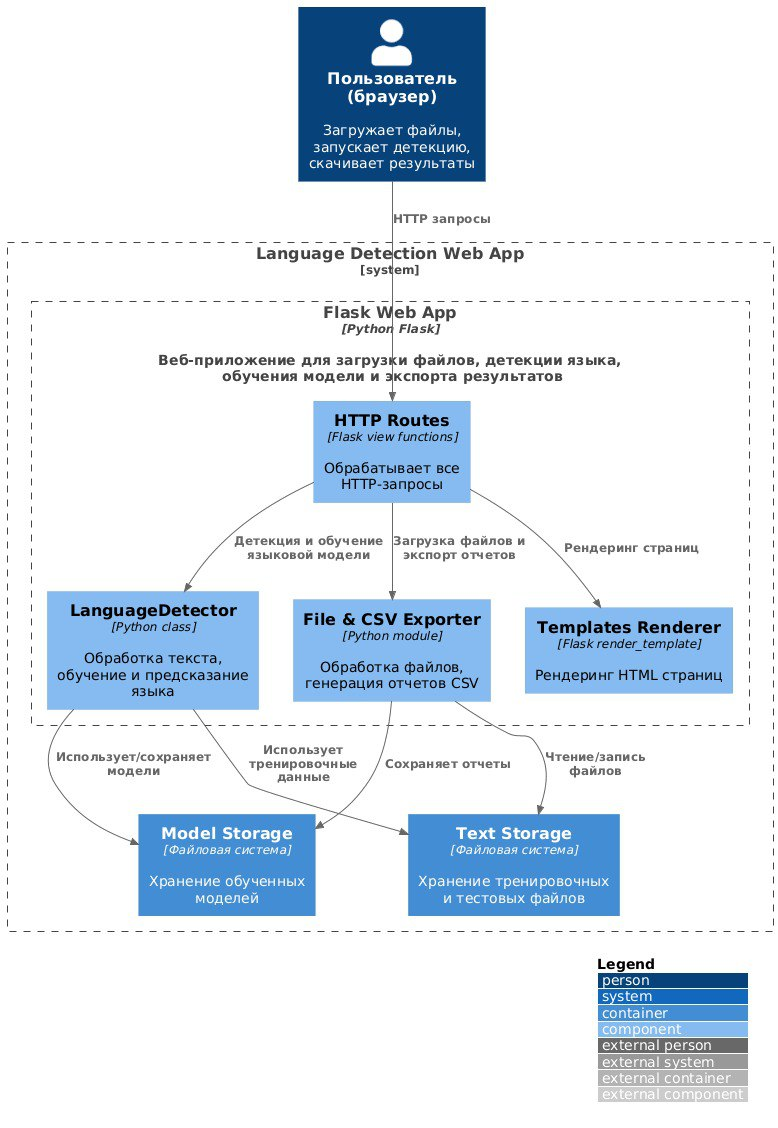 Пользователь
(браузер)
Загружает файлы,
запускает детекцию,
скачивает результаты
HTTP запросы
Language Detection Web App
[system]
Flask Web App
[Python Flask]
Веб-приложение для загрузки файлов, детекции языка,
обучения модели и экспорта результатов
HTTP Routes
[Flask view functions]
Обрабатывает все
HTTP-запросы
Детекция и обучение
языковой модели
Загрузка файлов и
экспорт отчетов
Рендеринг страниц
LanguageDetector
[Python class]
Обработка текста,
обучение и предсказание
языка
File & CSV Exporter
[Python module]
Обработка файлов,
генерация отчетов CSV
Templates Renderer
[Flask render_template]
Рендеринг HTML страниц
Использует/сохраняет
модели
Использует
тренировочные
данные
Сохраняет отчеты
Чтение/запись
файлов
Model Storage
[Файловая система]
Хранение обученных
моделей
Text Storage
[Файловая система]
Хранение тренировочных
и тестовых файлов
Legend
person
system
container
component
external person
external system
external container
external component